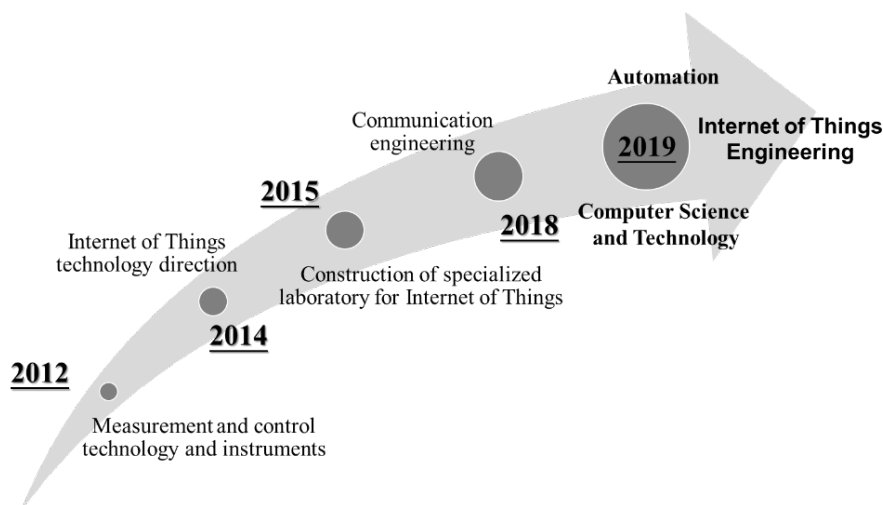 2012
Measurement and control
technology and instruments
Internet of Things
technology direction
2014
2015
Construction of specialized
laboratory for Internet of Things
Communication
engineering
2018
Automation
2019
Internet of Things
Engineering
Computer Science
and Technology